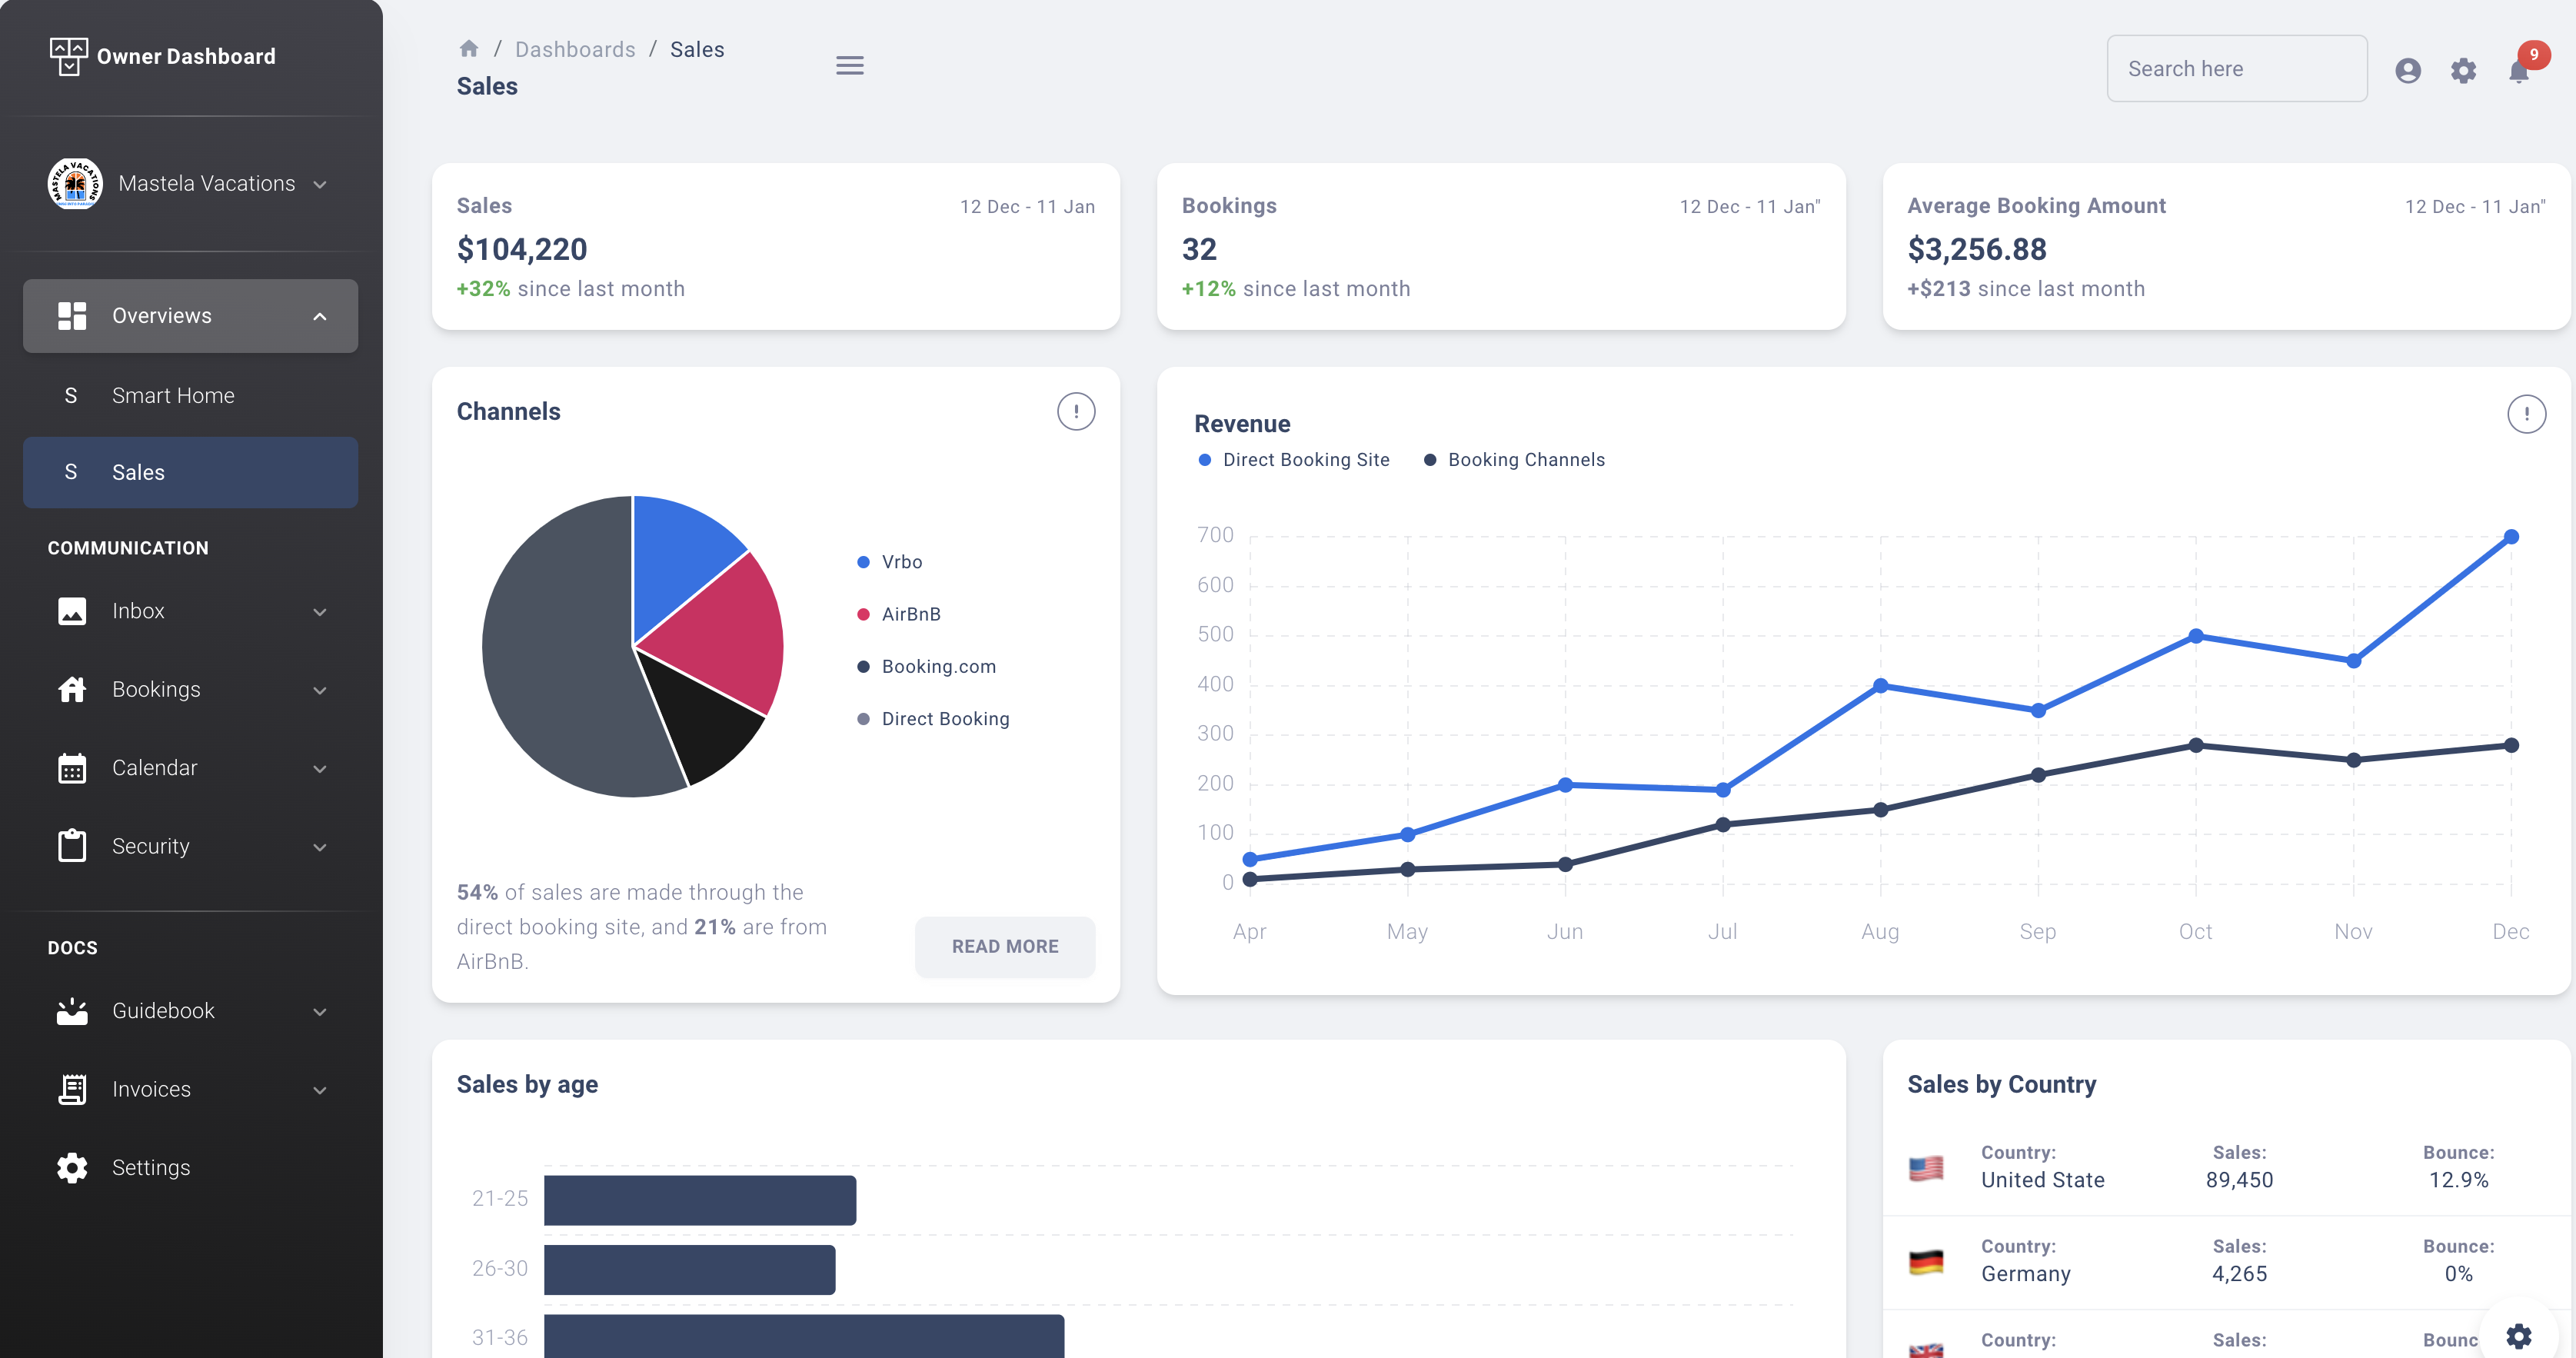 Owner Dashboard
MASTELA VACATIONS
Mastela Vacations
Overviews
S Smart Home
S Sales
COMMUNICATION
Inbox
Bookings
Calendar
Security
DOCS
Guidebook
Invoices
Settings
/ Dashboards / Sales
Sales
Search here
9
Sales 12 Dec - 11 Jan
$104,220
+32% since last month
Bookings 12 Dec - 11 Jan"
32
+12% since last month
Average Booking Amount 12 Dec - 11 Jan"
$3,256.88
+$213 since last month
Channels
Vrbo
AirBnB
Booking.com
Direct Booking
54% of sales are made through the
direct booking site, and 21% are from
AirBnB.
READ MORE
Revenue
Direct Booking Site Booking Channels
700
600
500
400
300
200
100
0
Apr May Jun Jul Aug Sep Oct Nov Dec
Sales by age
21-25
26-30
31-36
Sales by Country
Country: Sales: Bounce:
United State 89,450 12.9%
Country: Sales: Bounce:
Germany 4,265 0%
Country: Sales: Bounc